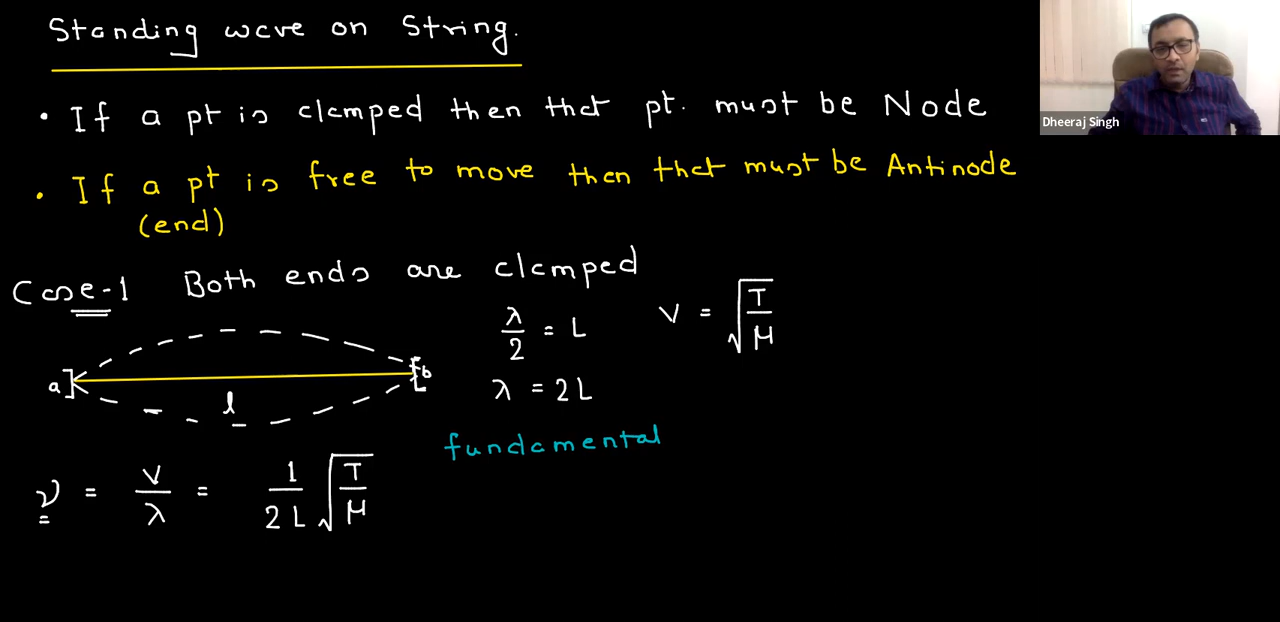 Standing wave on String.
• If a pt is clamped then that pt. must be Node
• If a pt is free to move then that must be Antinode
(end)
Case-1 Both ends are clamped
λ/2 = L
V = √(T/μ)
a
b
l
λ = 2L
fundamental
ν = V/λ = 1/2L √(T/μ)
Dheeraj Singh